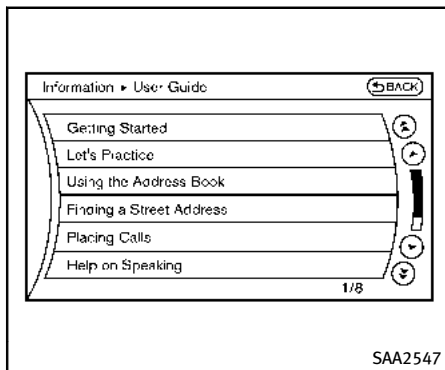 Information ▸ User Guide
BACK
Getting Started
Let's Practice
Using the Address Book
Finding a Street Address
Placing Calls
Help on Speaking
1/8
SAA2547